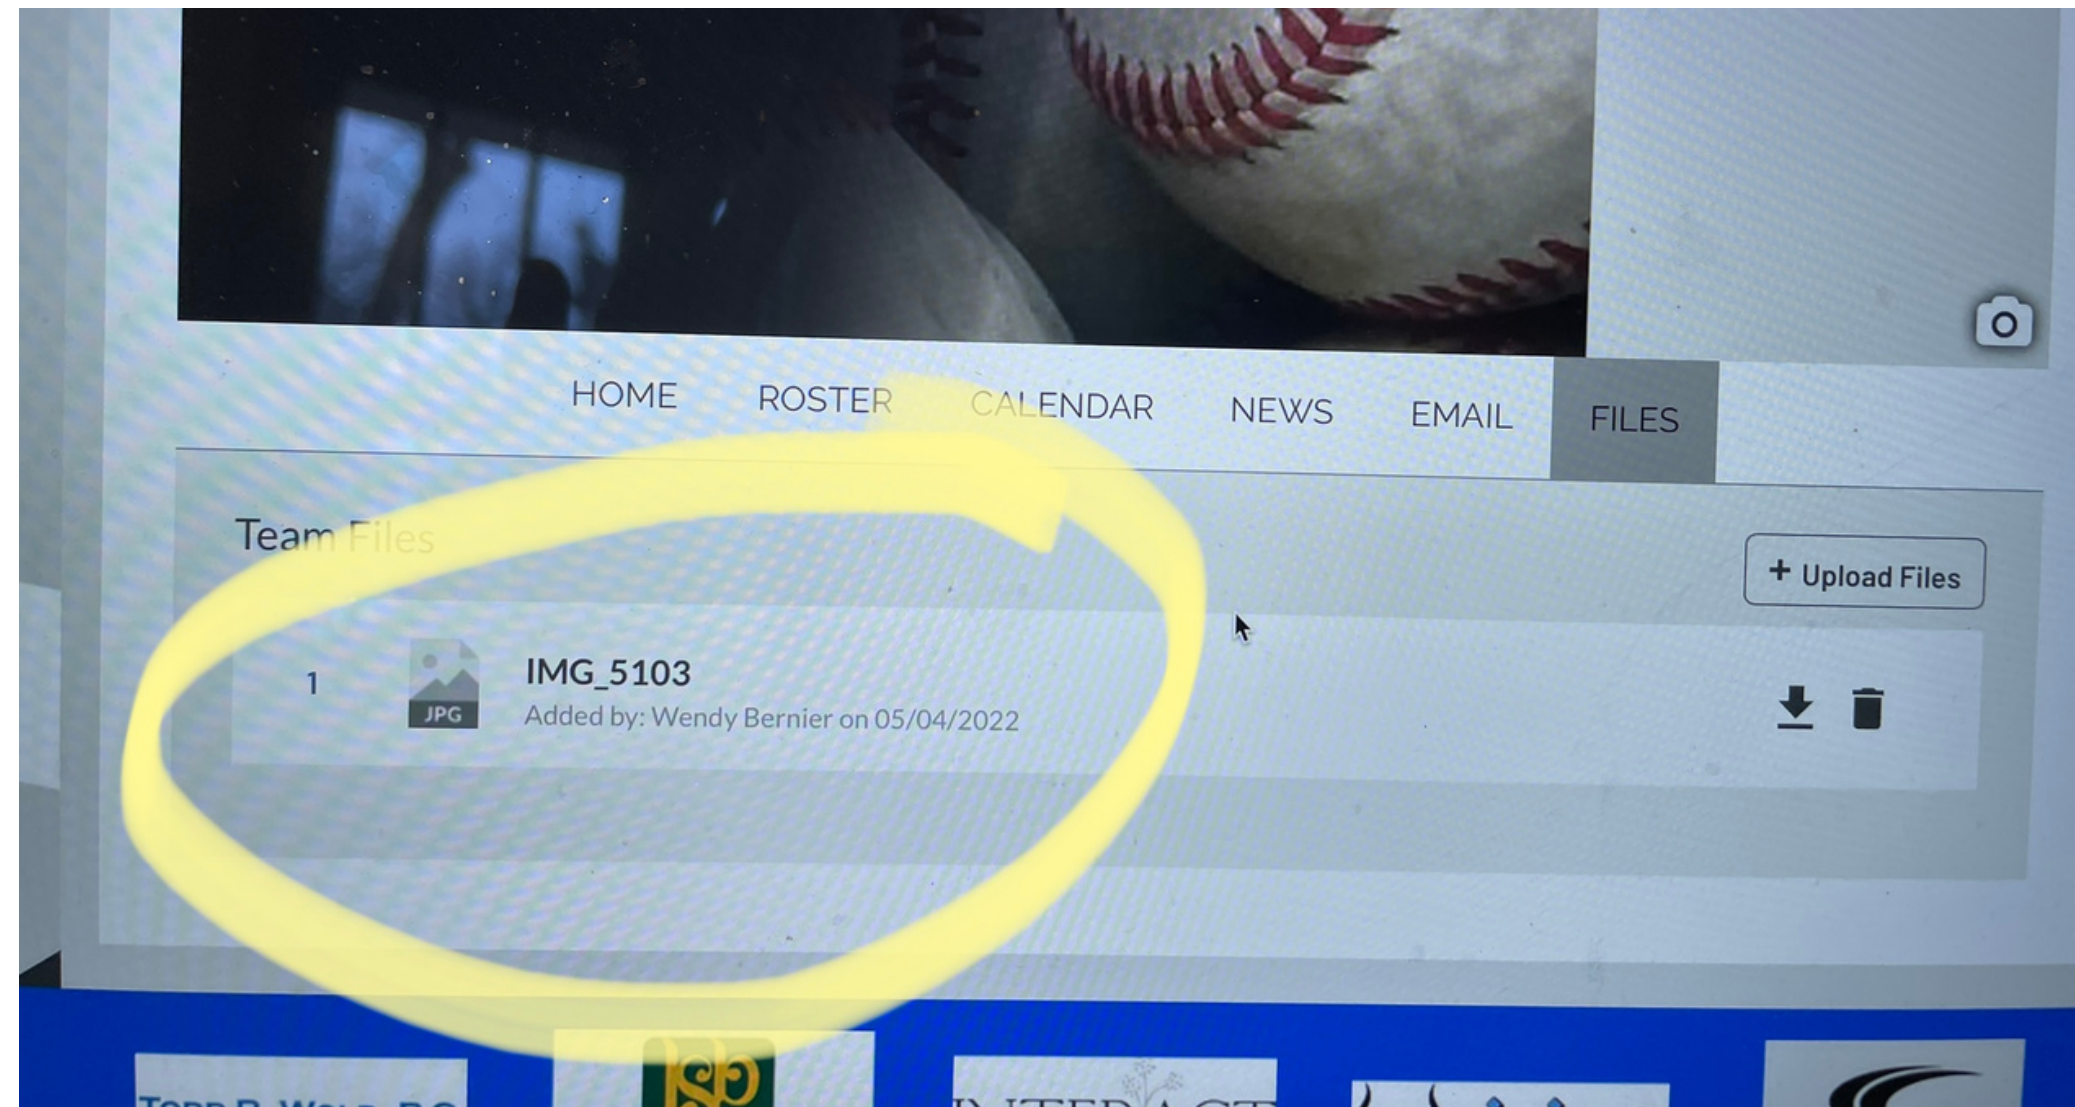 HOME ROSTER CALENDAR NEWS EMAIL FILES
Team Files
+ Upload Files
1
JPG
IMG_5103
Added by: Wendy Bernier on 05/04/2022